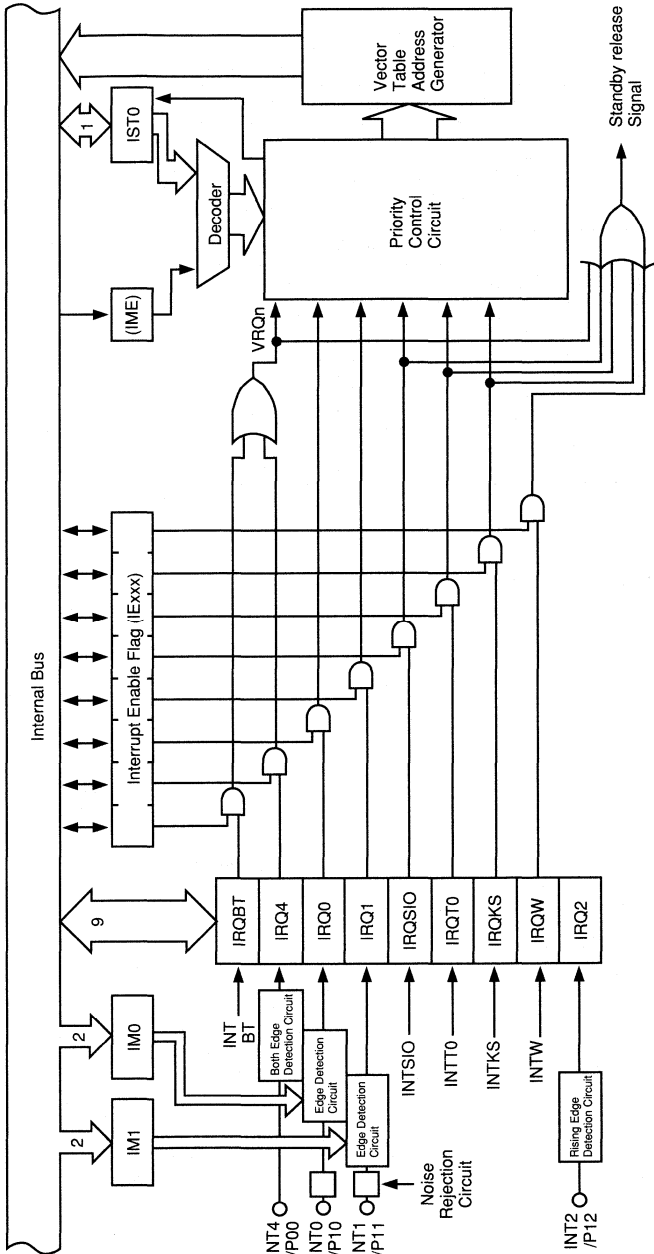 Internal Bus
2
IM1
2
IM0
9
Interrupt Enable Flag (IExxx)
(IME)
1
IST0
Decoder
VRQn
Priority
Control
Circuit
Vector
Table
Address
Generator
Standby release
Signal
IRQBT
IRQ4
IRQ0
IRQ1
IRQSIO
IRQT0
IRQKS
IRQW
IRQ2
INT
BT
Both Edge
Detection Circuit
Edge Detection
Circuit
Edge Detection
Circuit
INTSIO
INTT0
INTKS
INTW
Rising Edge
Detection Circuit
Noise
Rejection
Circuit
NT4
/P00
NT0
/P10
NT1
/P11
INT2
/P12